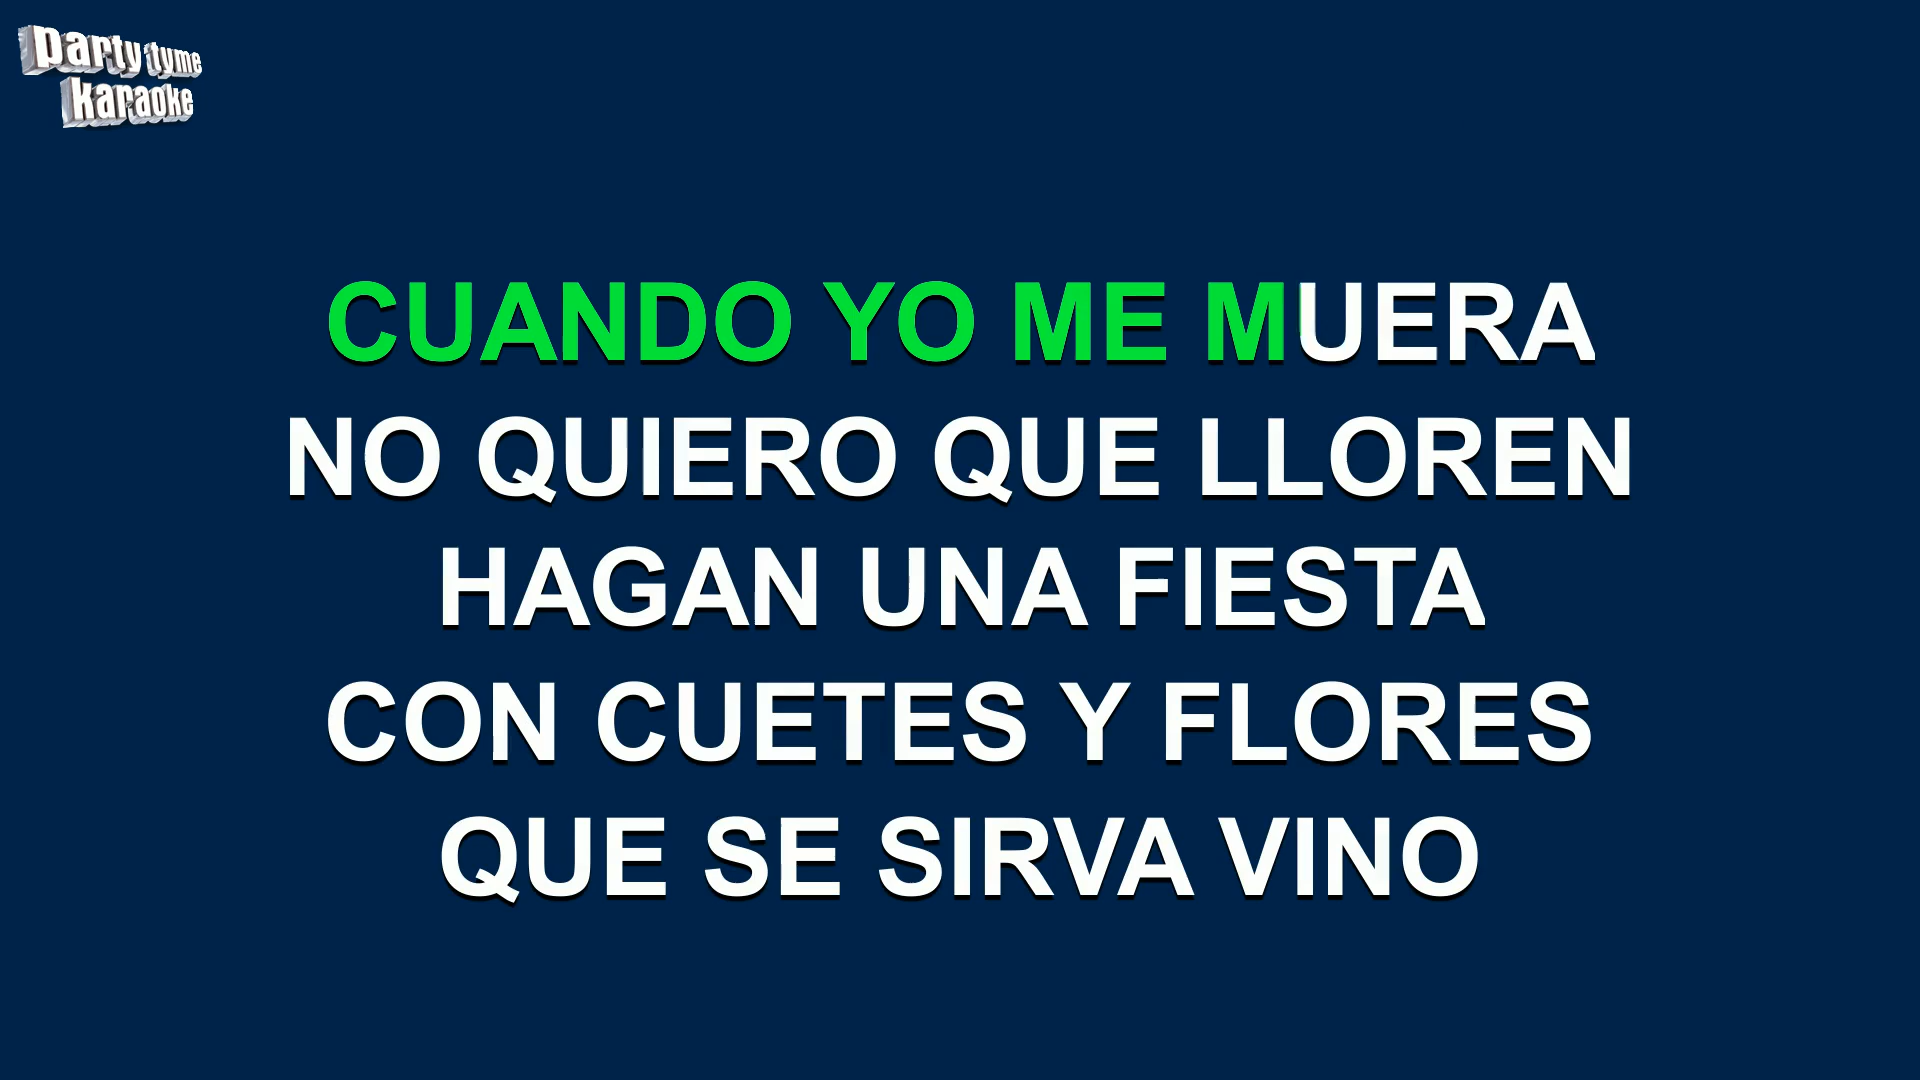 party tyme
karaoke
CUANDO YO ME MUERA
NO QUIERO QUE LLOREN
HAGAN UNA FIESTA
CON CUETES Y FLORES
QUE SE SIRVA VINO